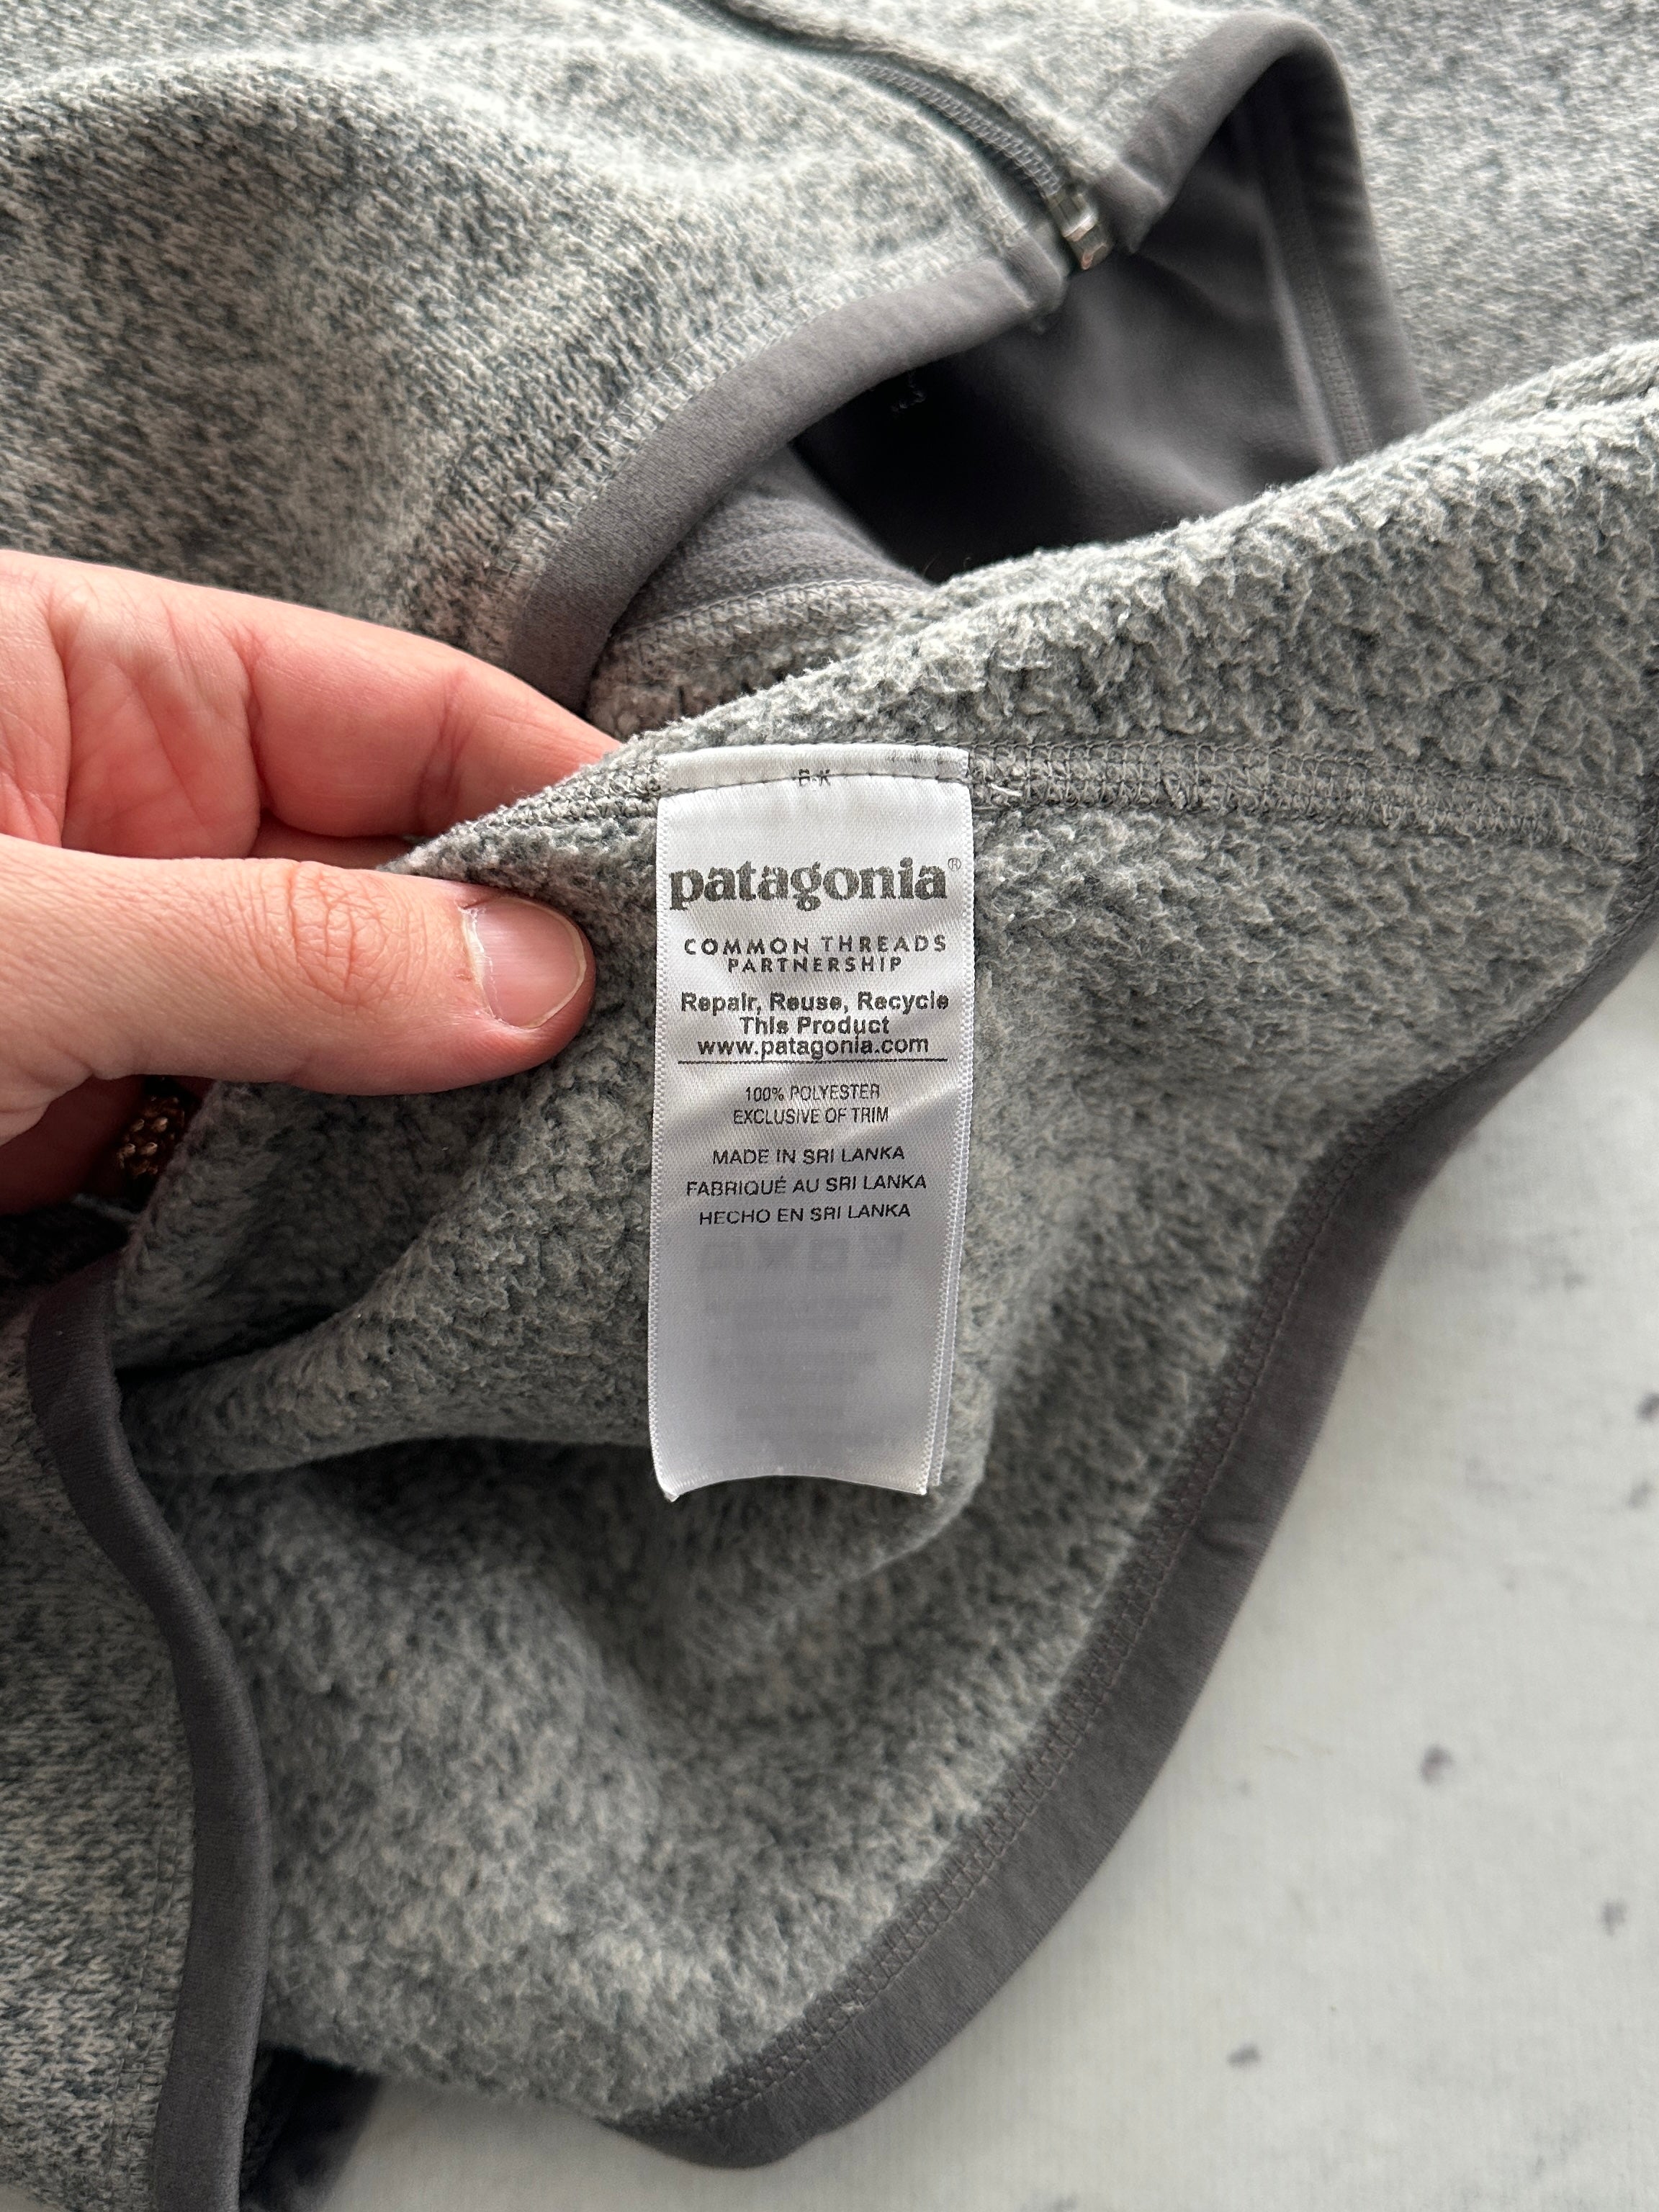 B-K
patagonia®
COMMON THREADS
PARTNERSHIP
Repair, Reuse, Recycle
This Product
www.patagonia.com
100% POLYESTER
EXCLUSIVE OF TRIM
MADE IN SRI LANKA
FABRIQUÉ AU SRI LANKA
HECHO EN SRI LANKA